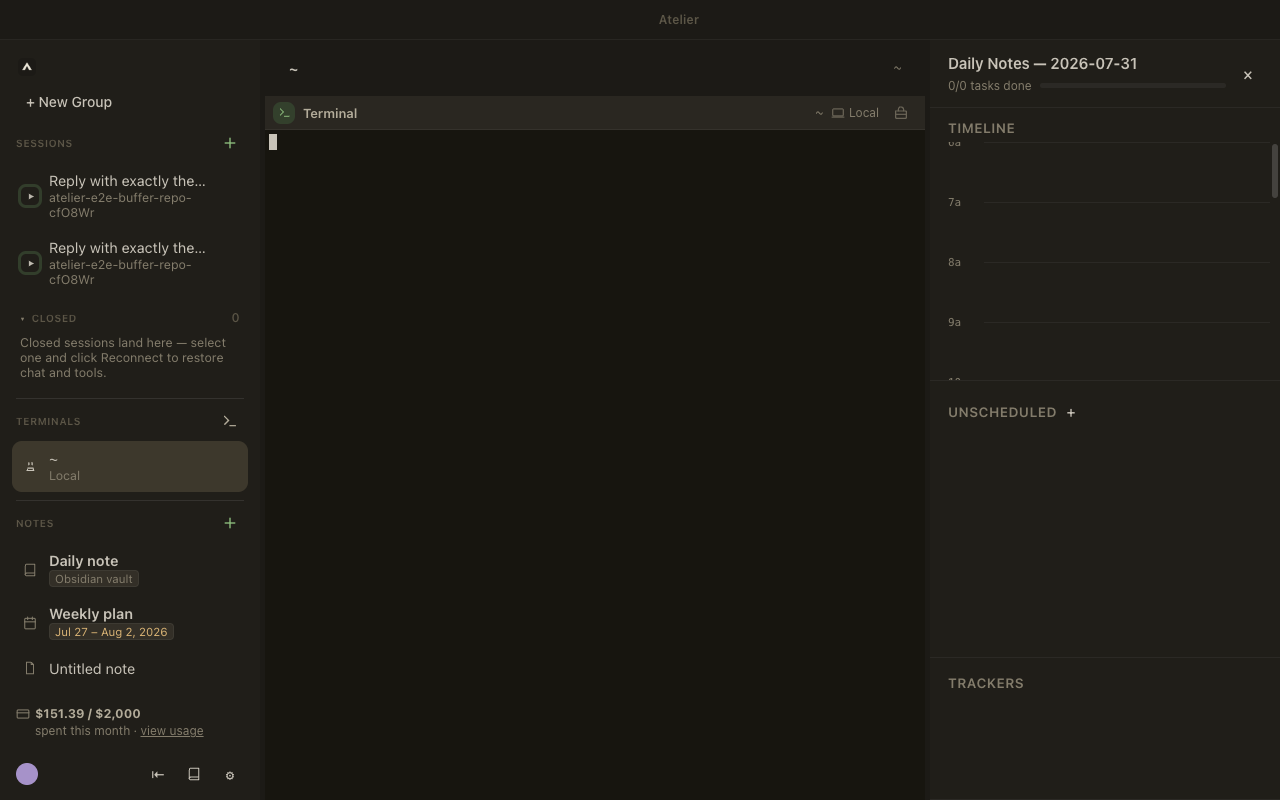 Atelier
+ New Group
SESSIONS
Reply with exactly the...
atelier-e2e-buffer-repo-
cfO8Wr
Reply with exactly the...
atelier-e2e-buffer-repo-
cfO8Wr
• CLOSED 0
Closed sessions land here — select
one and click Reconnect to restore
chat and tools.
TERMINALS
~
Local
NOTES
Daily note
Obsidian vault
Weekly plan
Jul 27 – Aug 2, 2026
Untitled note
$151.39 / $2,000
spent this month · view usage
~ ~
Terminal ~ Local
Daily Notes — 2026-07-31
0/0 tasks done
TIMELINE
6a
7a
8a
9a
UNSCHEDULED +
TRACKERS